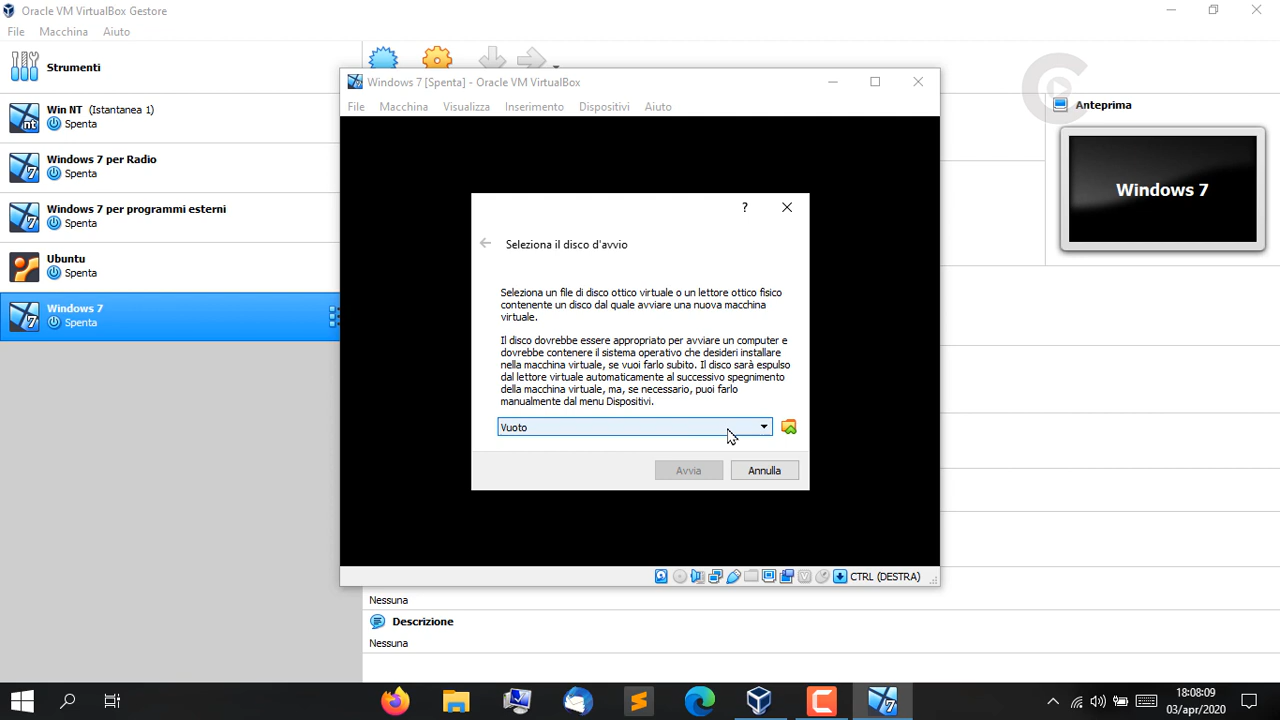 Oracle VM VirtualBox Gestore
File Macchina Aiuto
Strumenti
Win NT (Istantanea 1)
Spenta
Windows 7 per Radio
Spenta
Windows 7 per programmi esterni
Spenta
Ubuntu
Spenta
Windows 7
Spenta
Windows 7 [Spenta] - Oracle VM VirtualBox
File Macchina Visualizza Inserimento Dispositivi Aiuto
Seleziona il disco d'avvio
Seleziona un file di disco ottico virtuale o un lettore ottico fisico
contenente un disco dal quale avviare una nuova macchina
virtuale.
Il disco dovrebbe essere appropriato per avviare un computer e
dovrebbe contenere il sistema operativo che desideri installare
nella macchina virtuale, se vuoi farlo subito. Il disco sarà espulso
dal lettore virtuale automaticamente al successivo spegnimento
della macchina virtuale, ma, se necessario, puoi farlo
manualmente dal menu Dispositivi.
Vuoto
Avvia Annulla
CTRL (DESTRA)
Anteprima
Windows 7
Nessuna
Descrizione
Nessuna
18:08:09
03/apr/2020